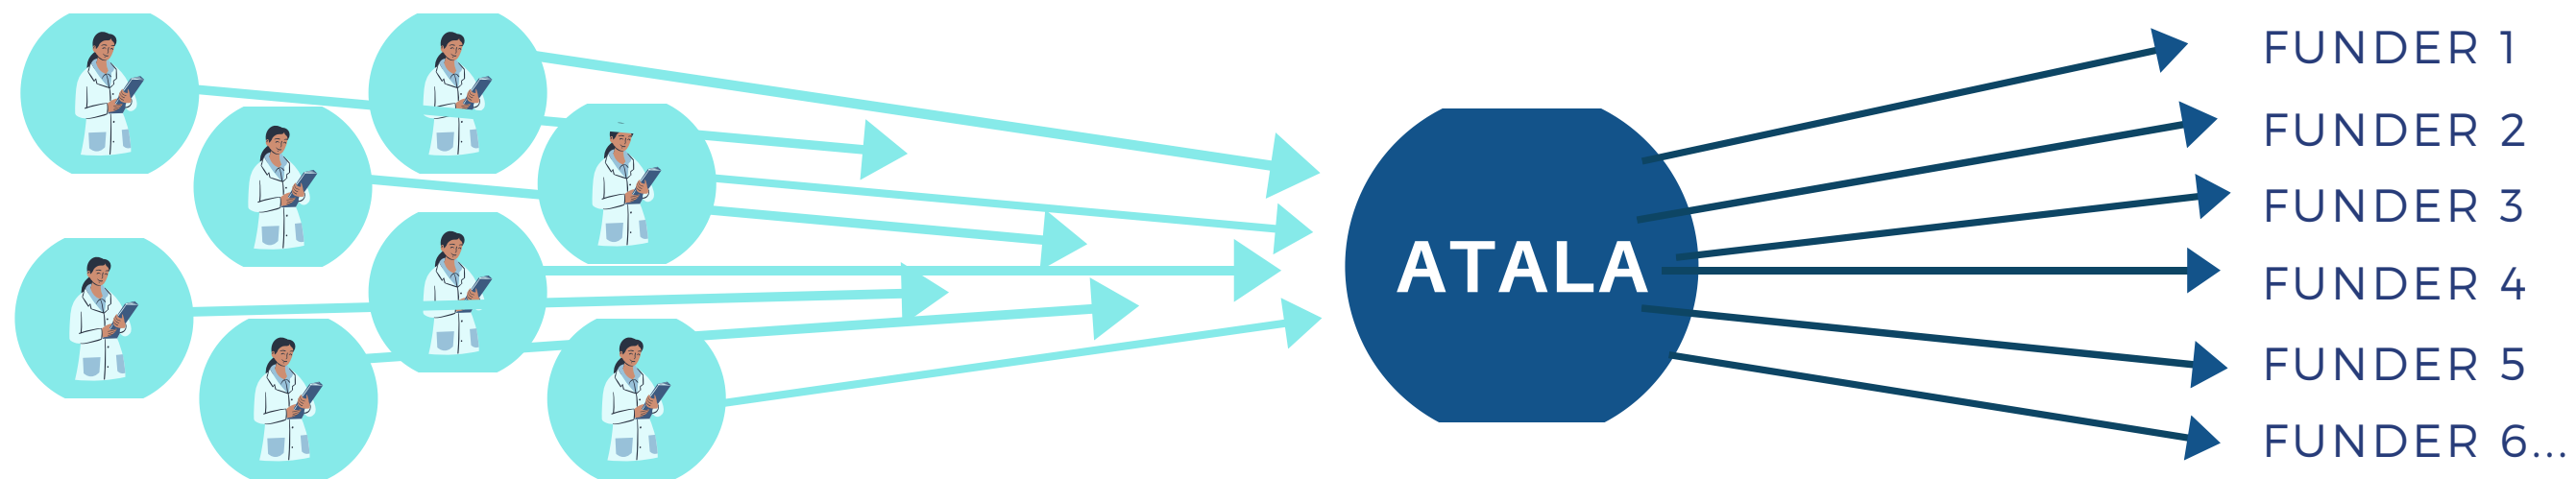 ATALA
FUNDER 1
FUNDER 2
FUNDER 3
FUNDER 4
FUNDER 5
FUNDER 6...